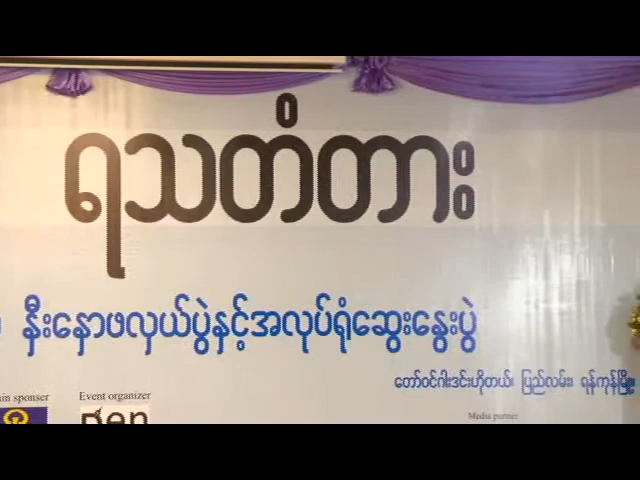 ရသတံတား
နှီးနှောဖလှယ်ပွဲနှင့်အလုပ်ရုံဆွေးနွေးပွဲ
တော်ဝင်ဂါးဒင်းဟိုတယ်၊ ပြည်လမ်း၊ ရန်ကုန်မြို့။
sponser Event organizer
pen
Media partner